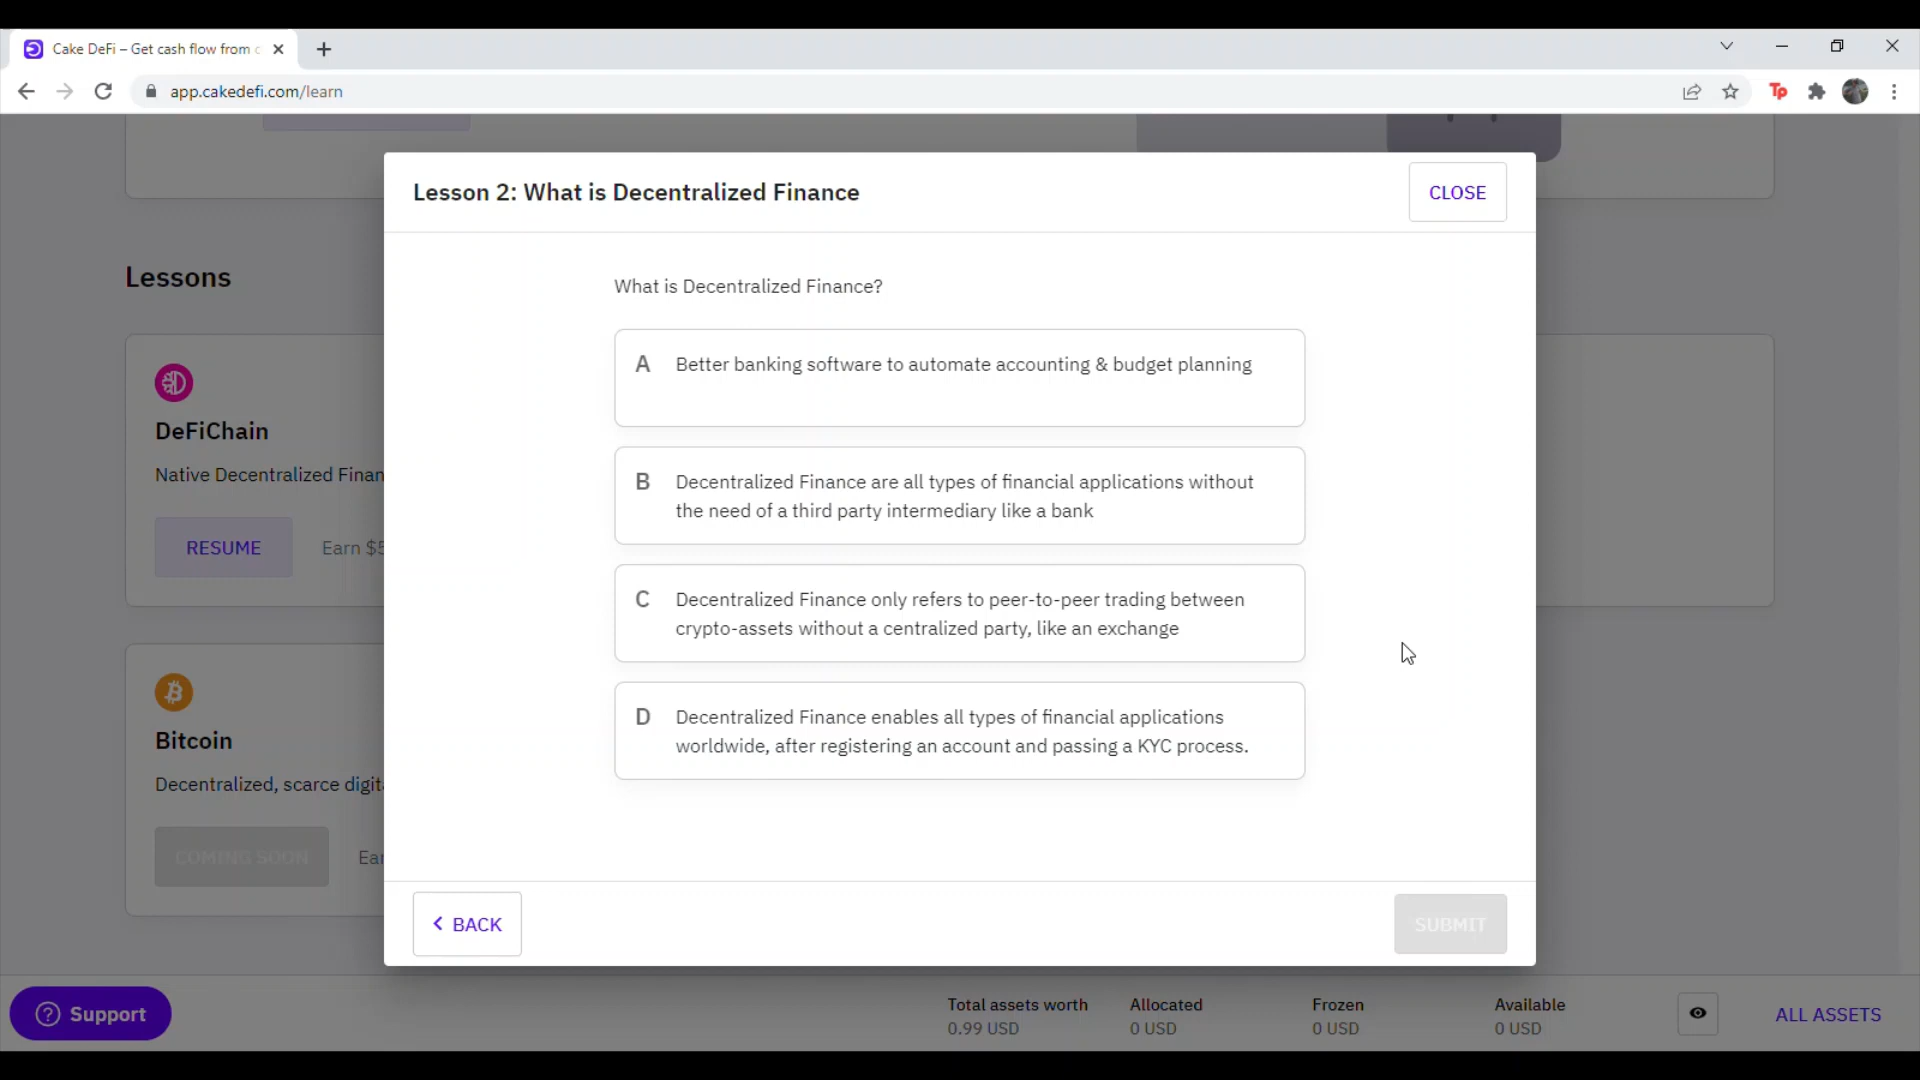 Cake DeFi – Get cash flow from c
app.cakedefi.com/learn
Tp
Lesson 2: What is Decentralized Finance
CLOSE
Lessons
What is Decentralized Finance?
A Better banking software to automate accounting & budget planning
B Decentralized Finance are all types of financial applications without
the need of a third party intermediary like a bank
C Decentralized Finance only refers to peer-to-peer trading between
crypto-assets without a centralized party, like an exchange
D Decentralized Finance enables all types of financial applications
worldwide, after registering an account and passing a KYC process.
DeFiChain
Native Decentralized Finan
RESUME Earn $5
Bitcoin
Decentralized, scarce digit
COMING SOON Ear
BACK
SUBMIT
Support
Total assets worth
0.99 USD
Allocated
0 USD
Frozen
0 USD
Available
0 USD
ALL ASSETS